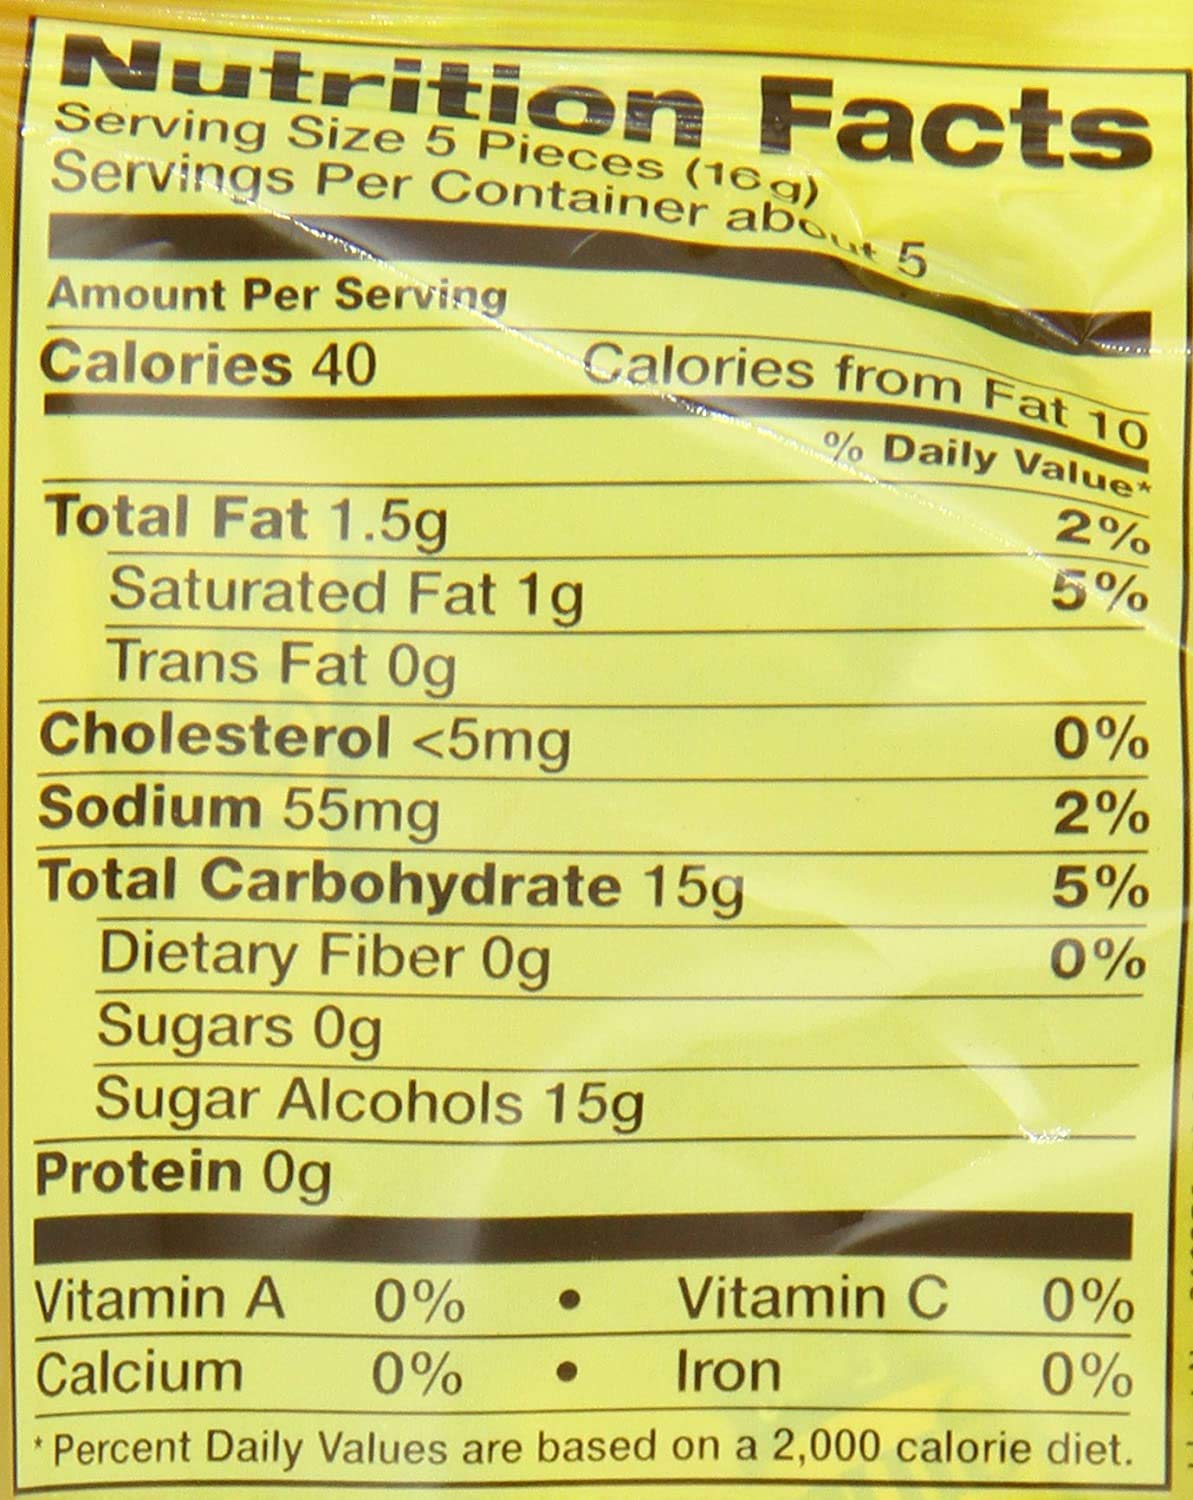 Nutrition Facts
Serving Size 5 Pieces (16g)
Servings Per Container about 5
Amount Per Serving
Calories 40 Calories from Fat 10
% Daily Value*
Total Fat 1.5g 2%
Saturated Fat 1g 5%
Trans Fat 0g
Cholesterol <5mg 0%
Sodium 55mg 2%
Total Carbohydrate 15g 5%
Dietary Fiber 0g 0%
Sugars 0g
Sugar Alcohols 15g
Protein 0g
Vitamin A 0% • Vitamin C 0%
Calcium 0% • Iron 0%
* Percent Daily Values are based on a 2,000 calorie diet.